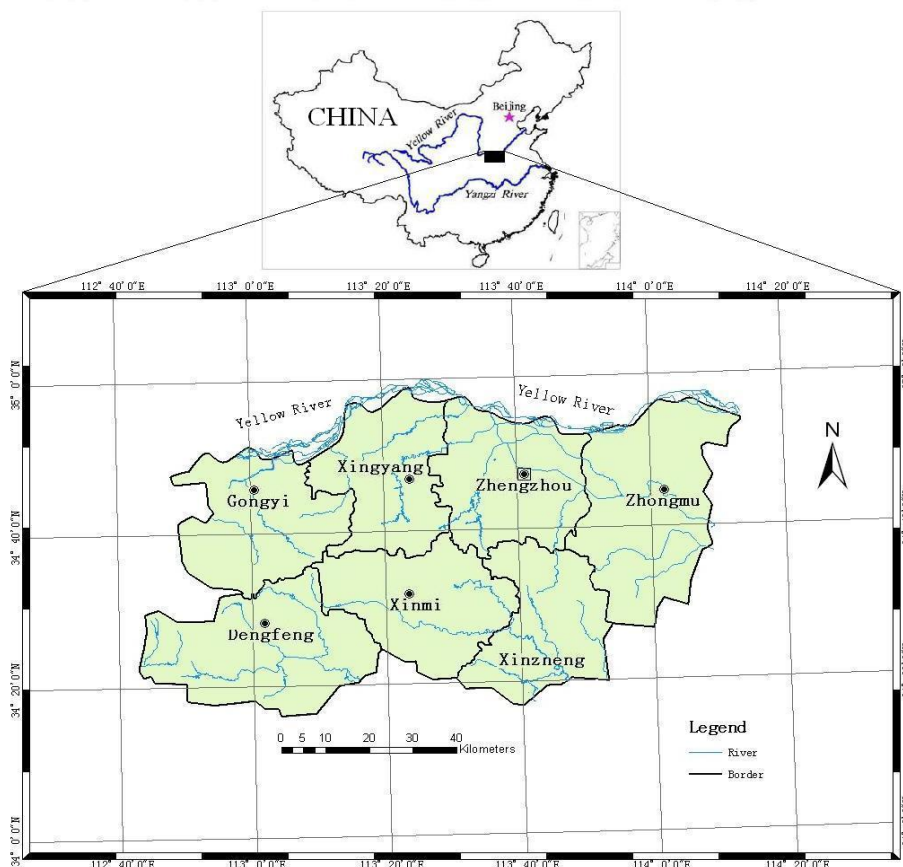 CHINA
Beijing
Yellow River
Yangzi River
112° 40' 0"E
113° 0' 0"E
113° 20' 0"E
113° 40' 0"E
114° 0' 0"E
114° 20' 0"E
35° 0' 0"N
34° 40' 0"N
34° 20' 0"N
34° 0' 0"N
Yellow River
Yellow River
N
Xingyang
Gongyi
Zhengzhou
Zhongmu
Xinmi
Dengfeng
Xinzneng
Legend
River
Border
0 5 10 20 30 40
Kilometers
112° 40' 0"E
113° 0' 0"E
113° 20' 0"E
113° 40' 0"E
114° 0' 0"E
114° 20' 0"E